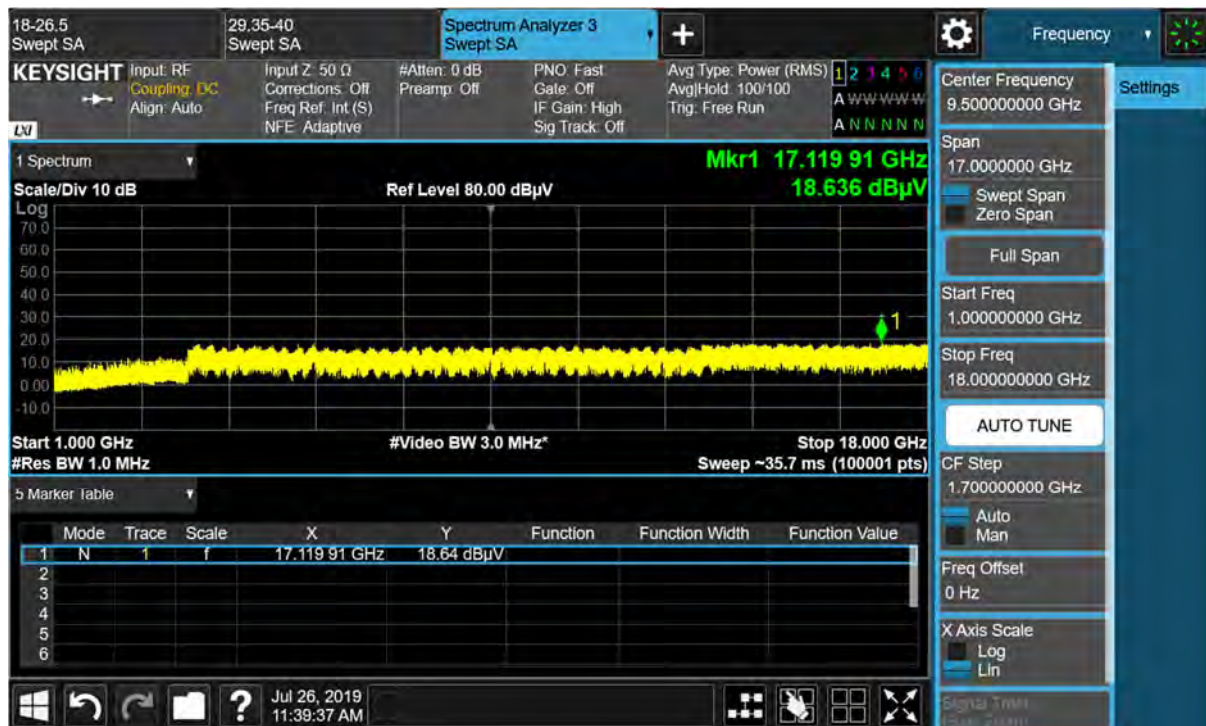 18-26.5
Swept SA
29.35-40
Swept SA
Spectrum Analyzer 3
Swept SA
Frequency
KEYSIGHT
LXI
Input: RF
Coupling: DC
Align: Auto
Input Z: 50 Ω
Corrections: Off
Freq Ref: Int (S)
NFE: Adaptive
#Atten: 0 dB
Preamp: Off
PNO: Fast
Gate: Off
IF Gain: High
Sig Track: Off
Avg Type: Power (RMS)
Avg|Hold: 100/100
Trig: Free Run
1 2 3 4 5 6
A W W W W W
A N N N N N
1 Spectrum
Scale/Div 10 dB
Ref Level 80.00 dBµV
Mkr1 17.119 91 GHz
18.636 dBµV
Log
70.0
60.0
50.0
40.0
30.0
20.0
10.0
0.00
-10.0
1
Start 1.000 GHz
#Video BW 3.0 MHz*
Stop 18.000 GHz
#Res BW 1.0 MHz
Sweep ~35.7 ms (100001 pts)
5 Marker Table
Mode Trace Scale X Y Function Function Width Function Value
1 N 1 f 17.119 91 GHz 18.64 dBµV
2
3
4
5
6
Jul 26, 2019
11:39:37 AM
Center Frequency
9.500000000 GHz
Settings
Span
17.0000000 GHz
Swept Span
Zero Span
Full Span
Start Freq
1.000000000 GHz
Stop Freq
18.000000000 GHz
AUTO TUNE
CF Step
1.700000000 GHz
Auto
Man
Freq Offset
0 Hz
X Axis Scale
Log
Lin